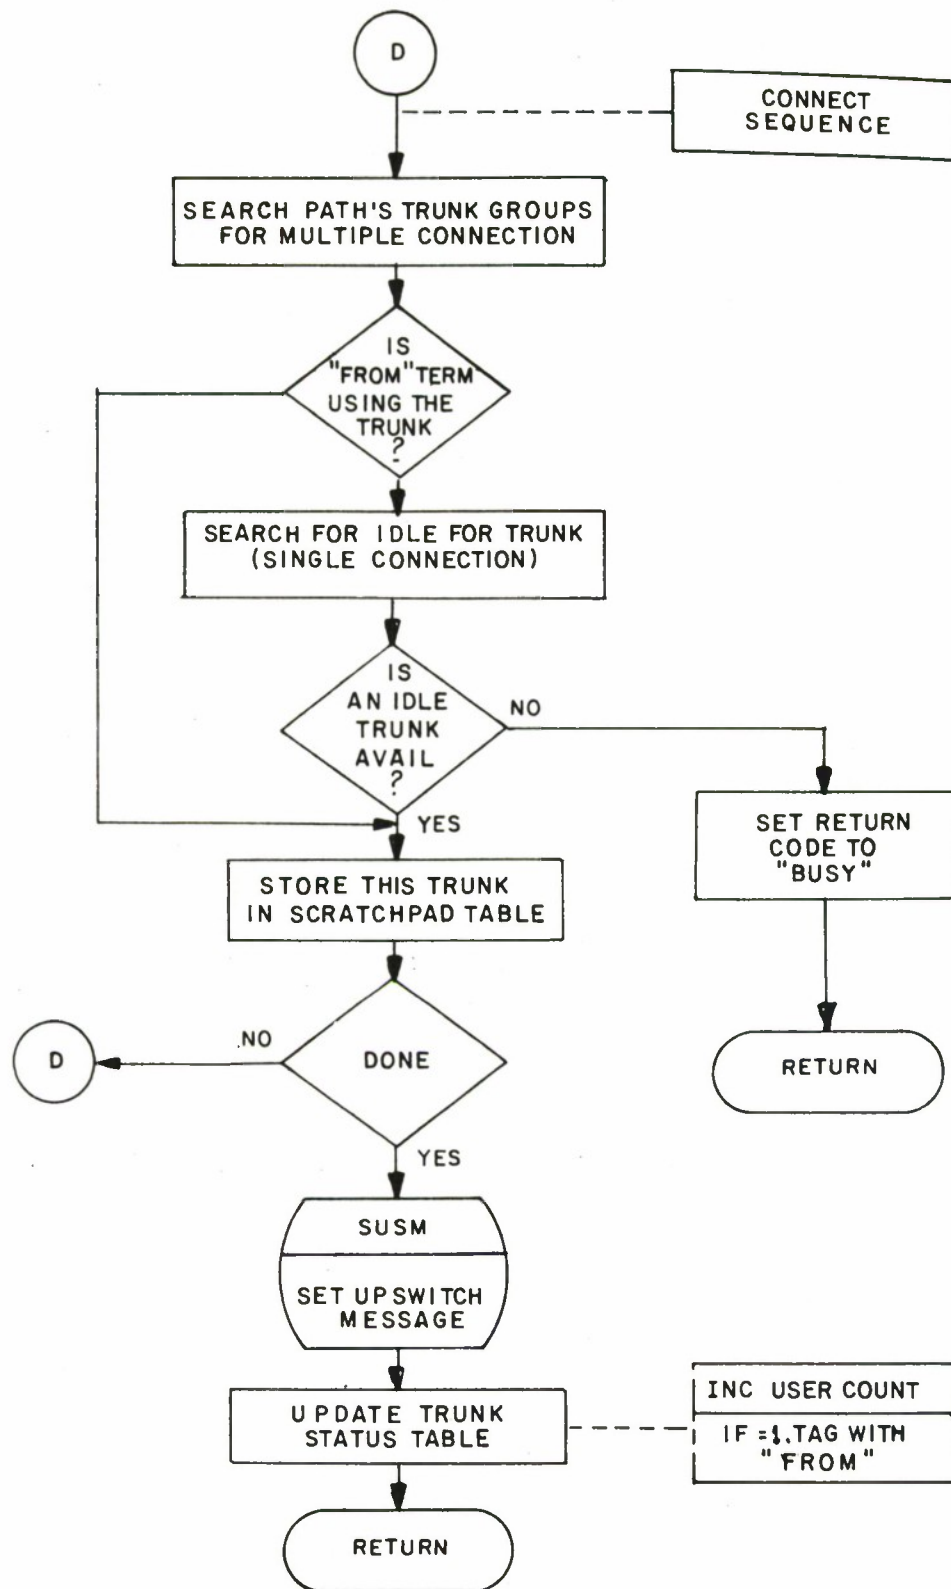 D
CONNECT
SEQUENCE
SEARCH PATH'S TRUNK GROUPS
FOR MULTIPLE CONNECTION
IS
"FROM" TERM
USING THE
TRUNK
?
SEARCH FOR IDLE FOR TRUNK
(SINGLE CONNECTION)
IS
AN IDLE
TRUNK
AVAIL
?
NO
YES
SET RETURN
CODE TO
"BUSY"
STORE THIS TRUNK
IN SCRATCHPAD TABLE
RETURN
D
NO
DONE
YES
SUSM
SET UPSWITCH
MESSAGE
UPDATE TRUNK
STATUS TABLE
INC USER COUNT
IF =1.TAG WITH
"FROM"
RETURN